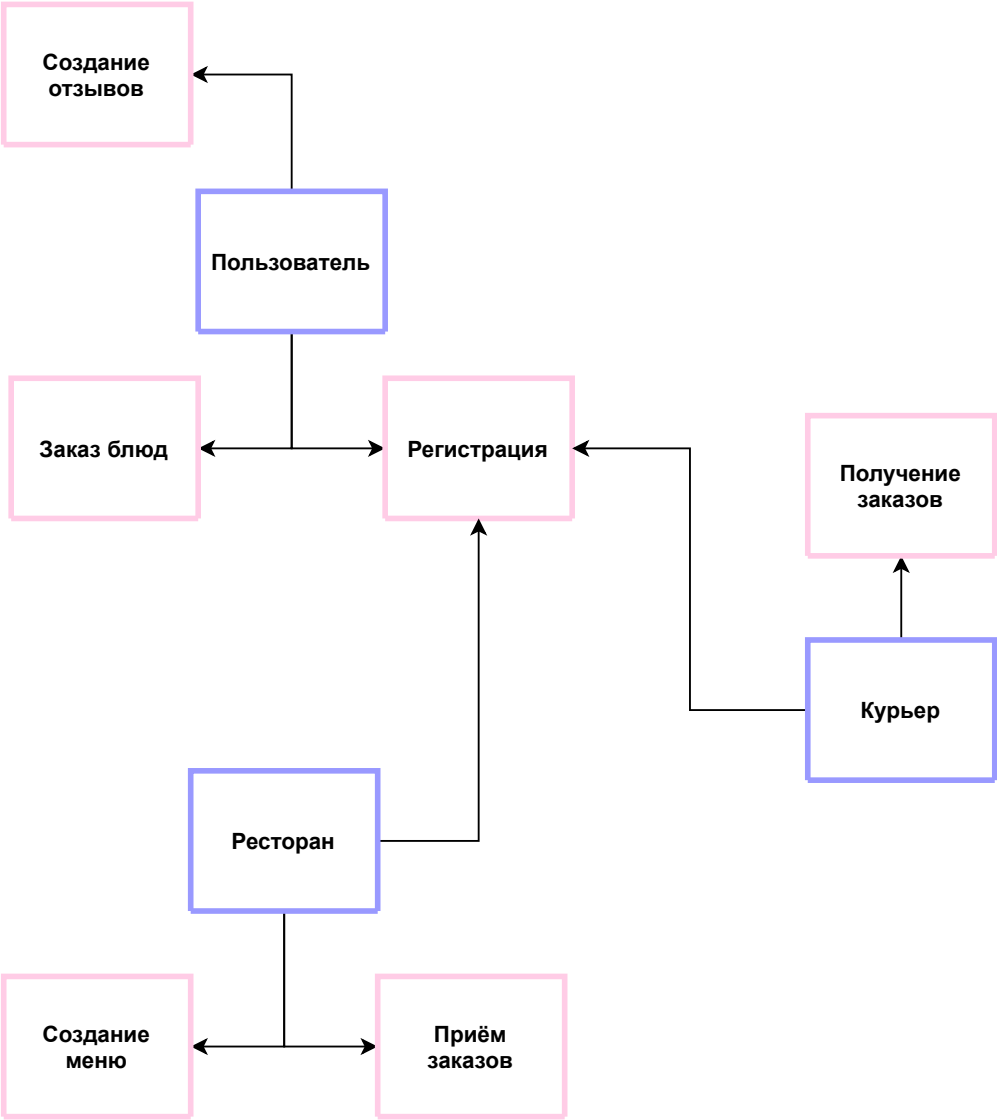 Создание
отзывов
Пользователь
Заказ блюд
Регистрация
Получение
заказов
Курьер
Ресторан
Создание
меню
Приём
заказов